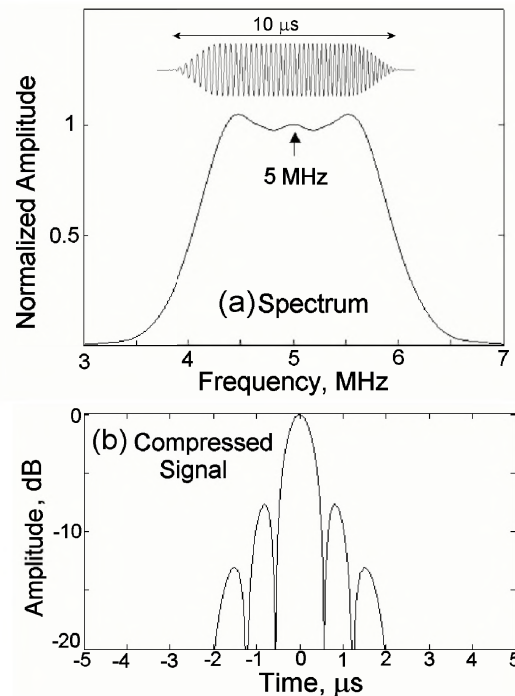 10 μs
Normalized Amplitude
1
0.5
5 MHz
(a) Spectrum
3 4 5 6 7
Frequency, MHz
(b) Compressed
Signal
Amplitude, dB
0
-10
-20
-5 -4 -3 -2 -1 0 1 2 3 4 5
Time, μs